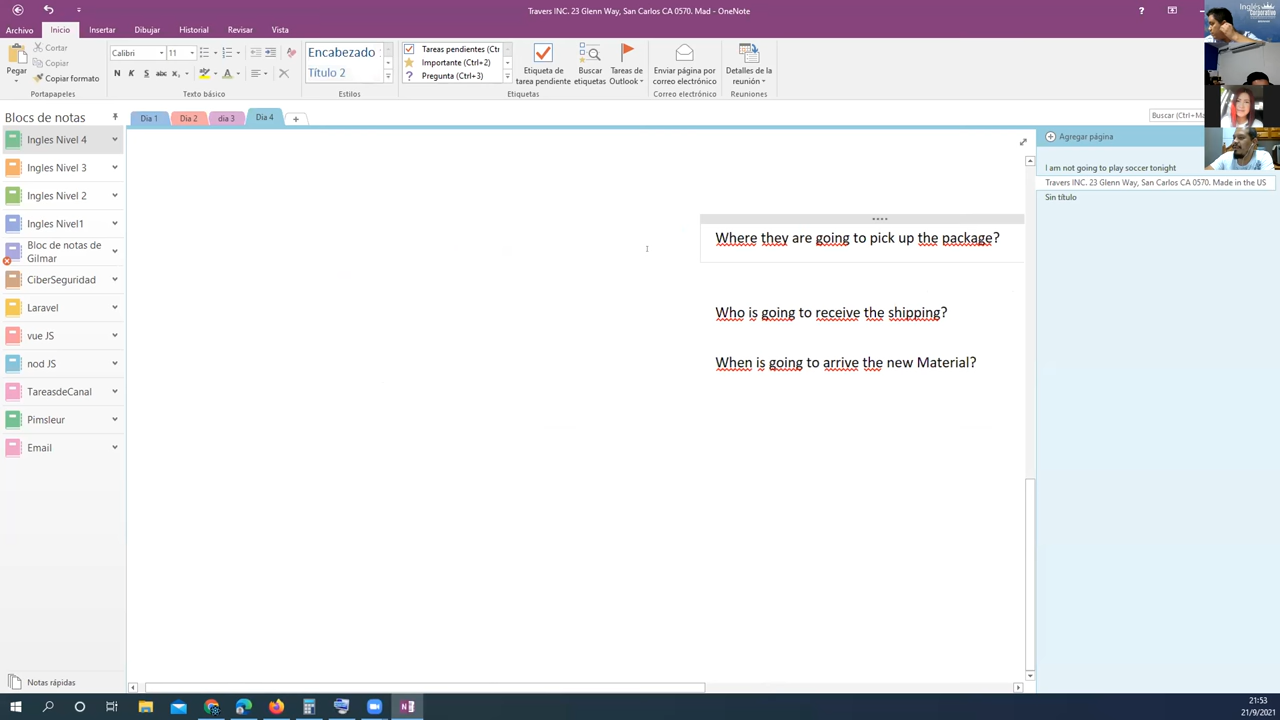 Travers INC. 23 Glenn Way, San Carlos CA 0570. Mad - OneNote
?
Inglés
Corporation
Archivo
Inicio
Insertar
Dibujar
Historial
Revisar
Vista
Pegar
Cortar
Copiar
Copiar formato
Portapapeles
Calibri
11
N K S abc x₂ A
Texto básico
Encabezado
Título 2
Estilos
Tareas pendientes (Ctr
Importante (Ctrl+2)
Pregunta (Ctrl+3)
Etiqueta de
tarea pendiente
Buscar
etiquetas
Tareas de
Outlook
Etiquetas
Enviar página por
correo electrónico
Correo electrónico
Detalles de la
reunión
Reuniones
Blocs de notas
Dia 1
Dia 2
dia 3
Dia 4
+
Buscar (Ctrl+Ma
Ingles Nivel 4
Ingles Nivel 3
Ingles Nivel 2
Ingles Nivel1
Bloc de notas de
Gilmar
CiberSeguridad
Laravel
vue JS
nod JS
TareasdeCanal
Pimsleur
Email
Notas rápidas
Where they are going to pick up the package?
Who is going to receive the shipping?
When is going to arrive the new Material?
Agregar página
I am not going to play soccer tonight
Travers INC. 23 Glenn Way, San Carlos CA 0570. Made in the US
Sin título
21:53
21/9/2021